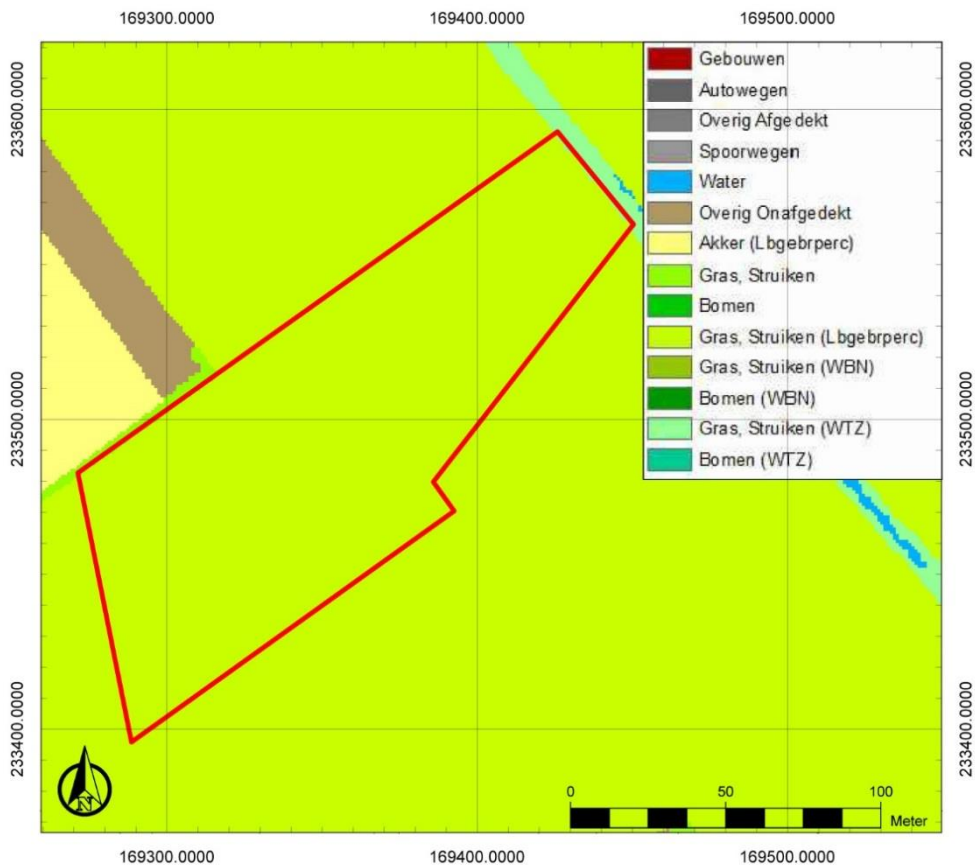 169300.0000 169400.0000 169500.0000
233600.0000
233500.0000
233400.0000
Gebouwen
Autowegen
Overig Afgedekt
Spoorwegen
Water
Overig Onafgedekt
Akker (Lbgebrperc)
Gras, Struiken
Bomen
Gras, Struiken (Lbgebrperc)
Gras, Struiken (WBN)
Bomen (WBN)
Gras, Struiken (WTZ)
Bomen (WTZ)
233600.0000
233500.0000
233400.0000
N
0 50 100
Meter
169300.0000 169400.0000 169500.0000